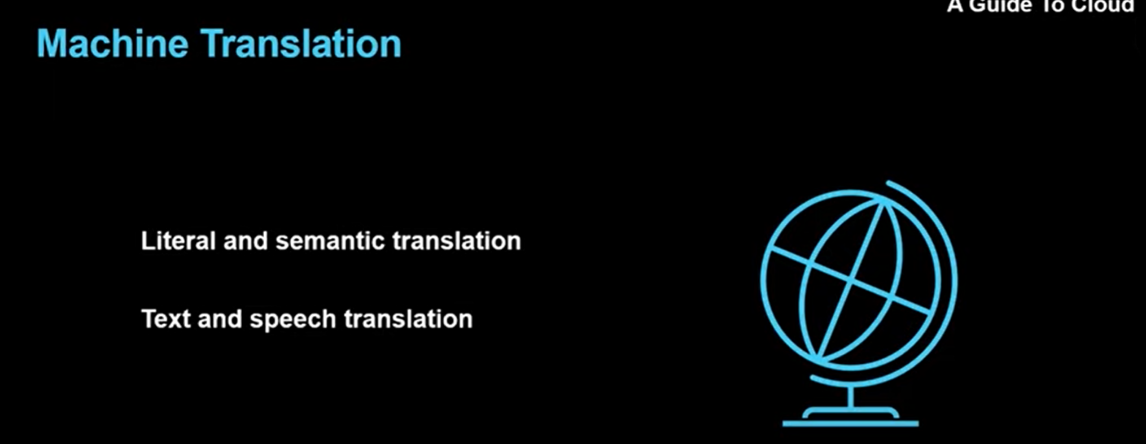 A Guide To Cloud
Machine Translation
Literal and semantic translation
Text and speech translation